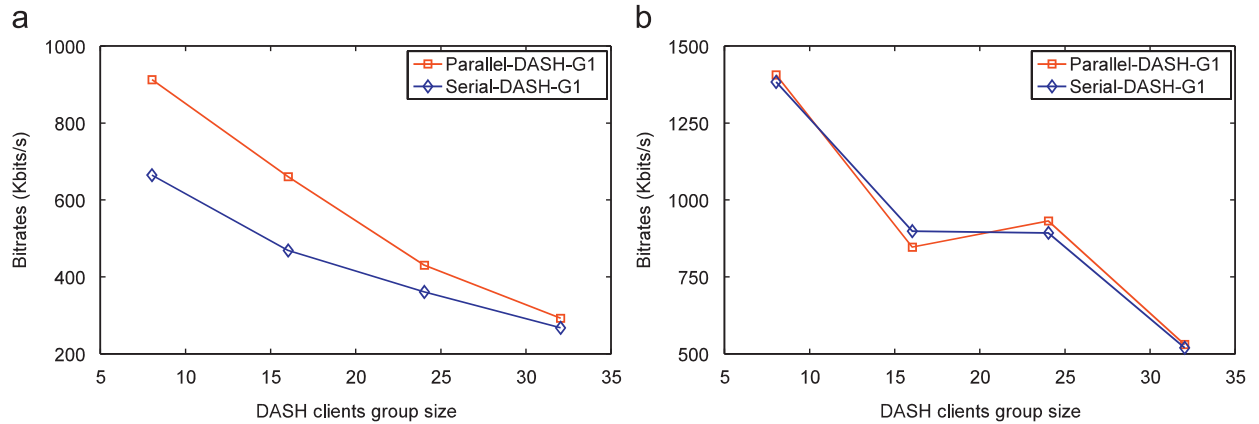 a
1000
800
600
400
200
Bitrates (Kbits/s)
Parallel-DASH-G1
Serial-DASH-G1
5 10 15 20 25 30 35
DASH clients group size
b
1500
1250
1000
750
500
Bitrates (Kbits/s)
Parallel-DASH-G1
Serial-DASH-G1
5 10 15 20 25 30 35
DASH clients group size